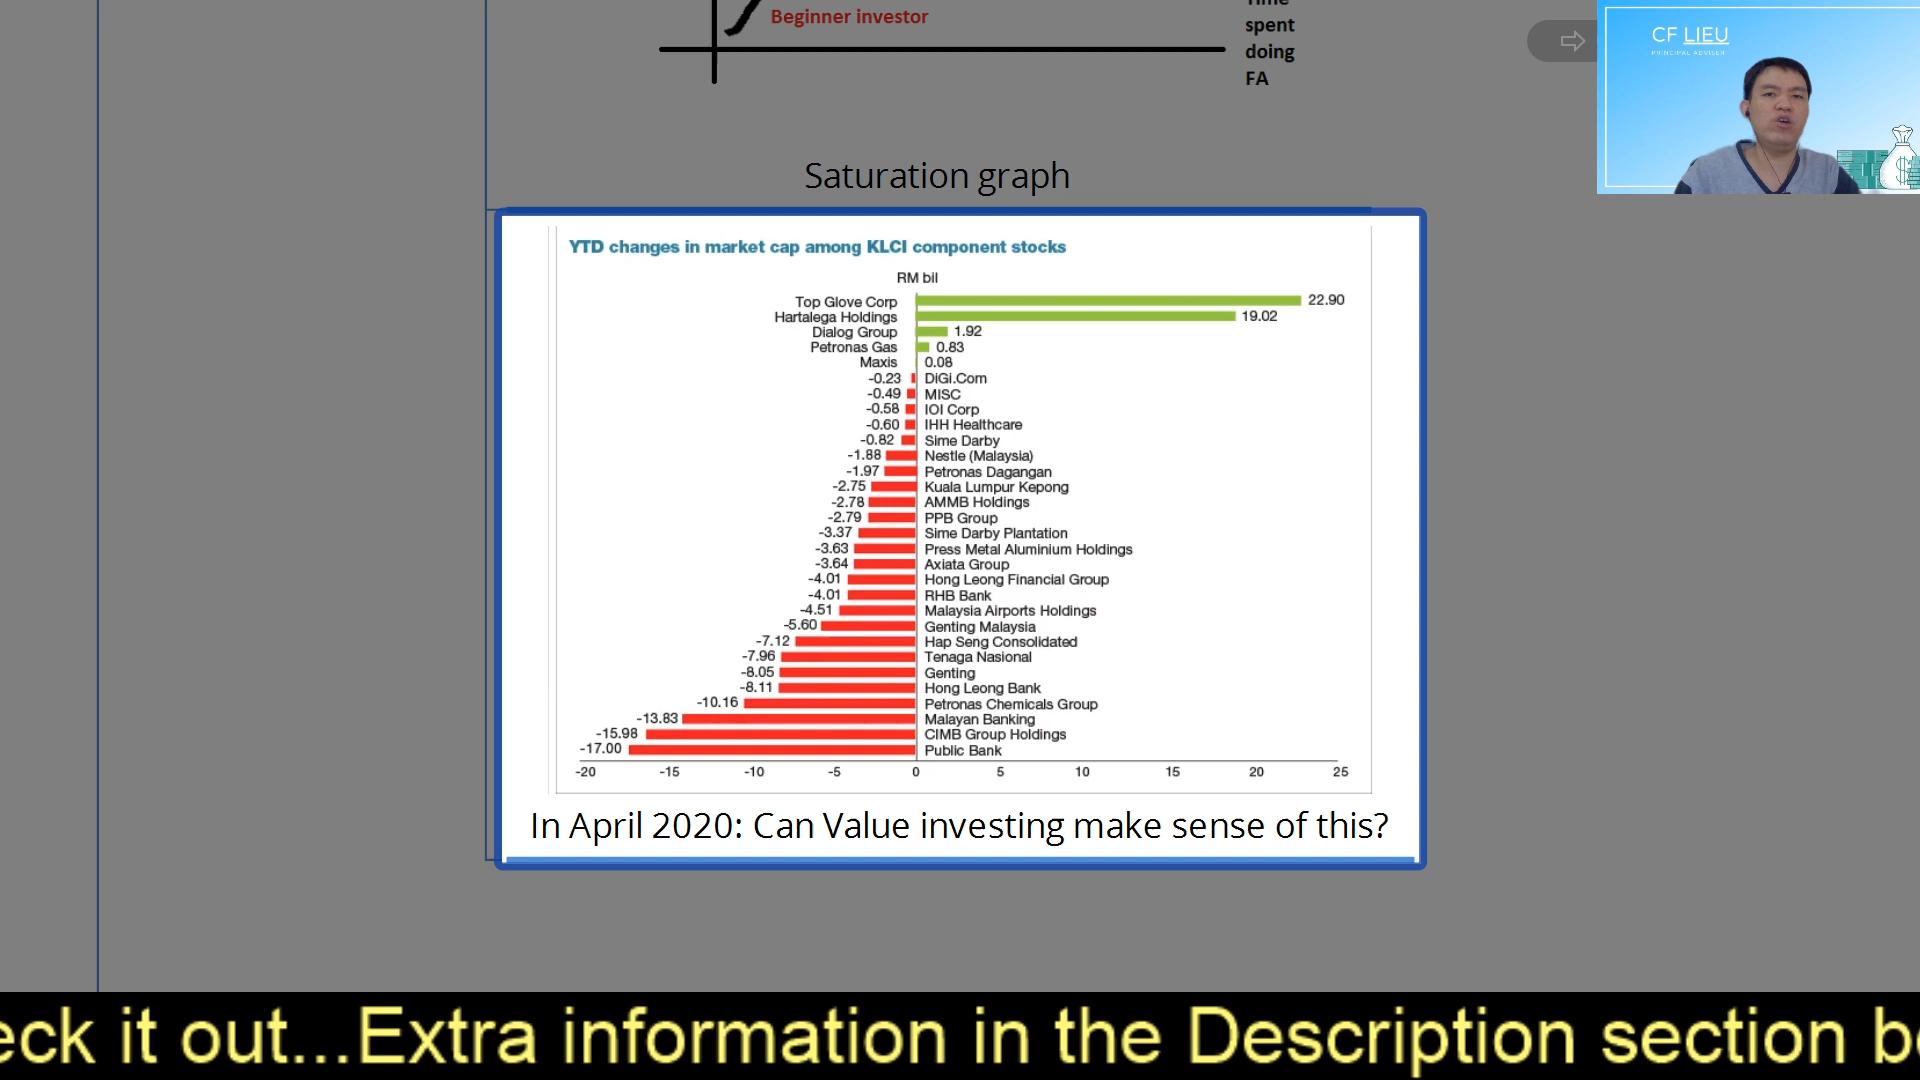 Beginner investor
Time
spent
doing
FA
CF LIEU
PRINCIPAL ADVISER
Saturation graph
YTD changes in market cap among KLCI component stocks
RM bil
Top Glove Corp 22.90
Hartalega Holdings 19.02
Dialog Group 1.92
Petronas Gas 0.83
Maxis 0.08
-0.23 DiGi.Com
-0.49 MISC
-0.58 IOI Corp
-0.60 IHH Healthcare
-0.82 Sime Darby
-1.88 Nestle (Malaysia)
-1.97 Petronas Dagangan
-2.75 Kuala Lumpur Kepong
-2.78 AMMB Holdings
-2.79 PPB Group
-3.37 Sime Darby Plantation
-3.63 Press Metal Aluminium Holdings
-3.64 Axiata Group
-4.01 Hong Leong Financial Group
-4.01 RHB Bank
-4.51 Malaysia Airports Holdings
-5.60 Genting Malaysia
-7.12 Hap Seng Consolidated
-7.96 Tenaga Nasional
-8.05 Genting
-8.11 Hong Leong Bank
-10.16 Petronas Chemicals Group
-13.83 Malayan Banking
-15.98 CIMB Group Holdings
-17.00 Public Bank
-20 -15 -10 -5 0 5 10 15 20 25
In April 2020: Can Value investing make sense of this?
eck it out...Extra information in the Description section be